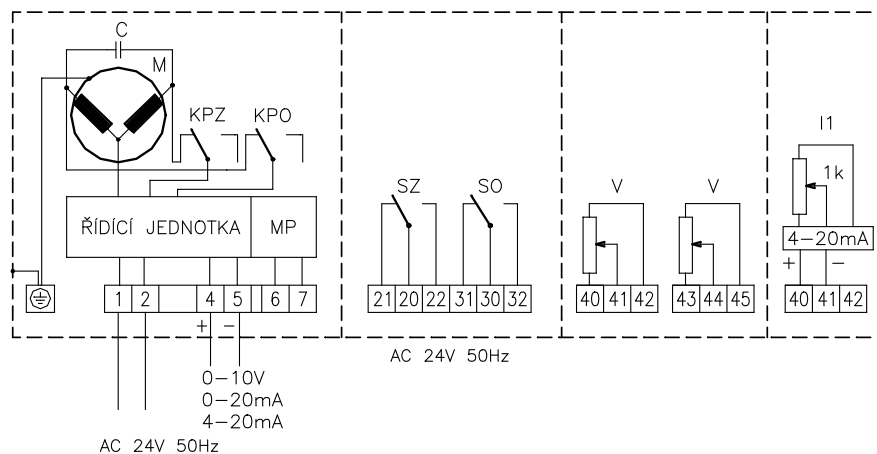 C
M
KPZ
KPO
ŘÍDÍCÍ JEDNOTKA
MP
1 2 4 5 6 7
+ −
0−10V
0−20mA
4−20mA
AC 24V 50Hz
SZ
SO
21 20 22
31 30 32
AC 24V 50Hz
V
V
40 41 42
43 44 45
I1
1k
4−20mA
+ −
40 41 42